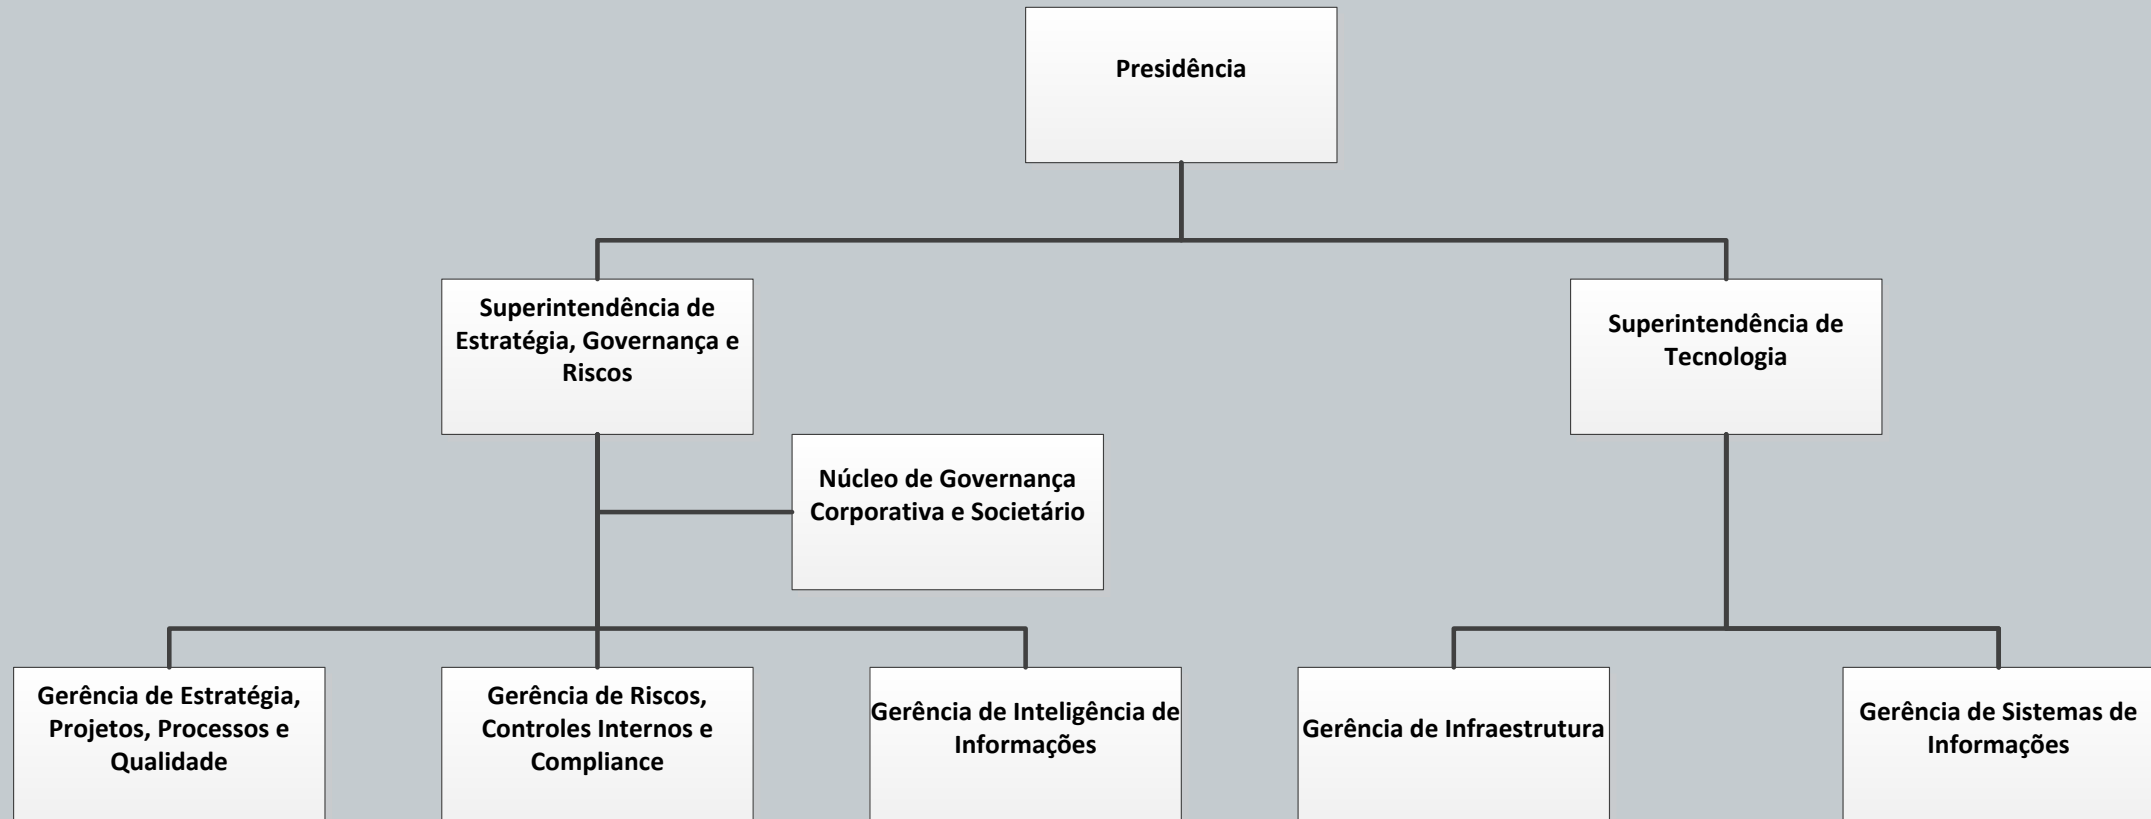 Presidência
Superintendência de
Estratégia, Governança e
Riscos
Superintendência de
Tecnologia
Núcleo de Governança
Corporativa e Societário
Gerência de Estratégia,
Projetos, Processos e
Qualidade
Gerência de Riscos,
Controles Internos e
Compliance
Gerência de Inteligência de
Informações
Gerência de Infraestrutura
Gerência de Sistemas de
Informações